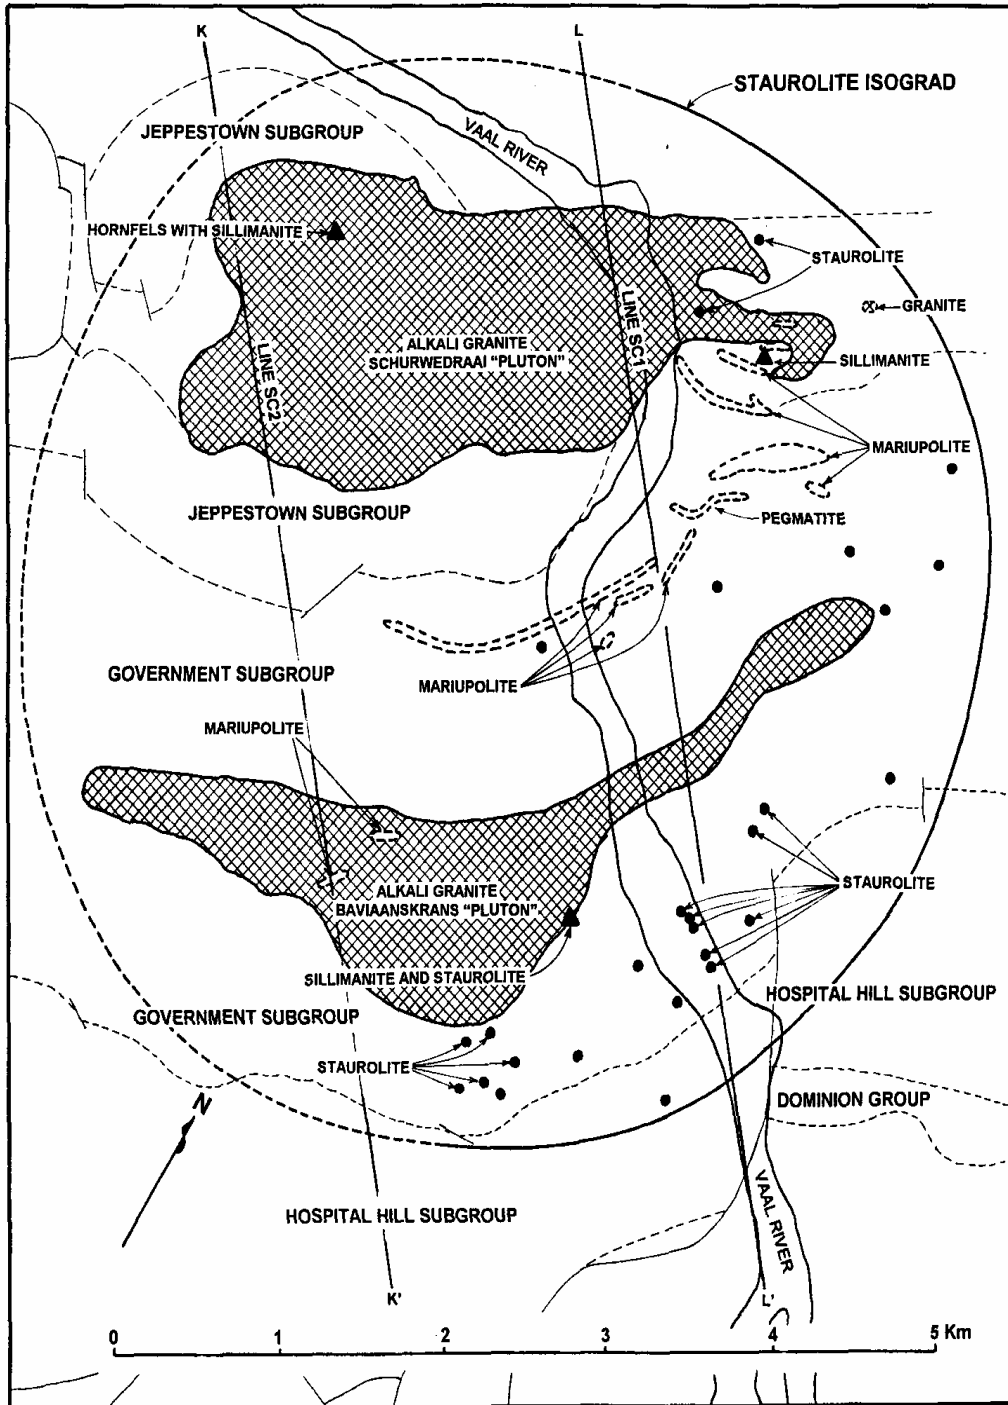 K
L
STAUROLITE ISOGRAD
JEPPESTOWN SUBGROUP
VAAL RIVER
HORNFELS WITH SILLIMANITE
STAUROLITE
GRANITE
LINE SC1
LINE SC2
ALKALI GRANITE
SCHURWEDRAAI "PLUTON"
SILLIMANITE
MARIUPOLITE
JEPPESTOWN SUBGROUP
PEGMATITE
GOVERNMENT SUBGROUP
MARIUPOLITE
MARIUPOLITE
ALKALI GRANITE
BAVIAANSKRANS "PLUTON"
STAUROLITE
SILLIMANITE AND STAUROLITE
HOSPITAL HILL SUBGROUP
GOVERNMENT SUBGROUP
STAUROLITE
N
DOMINION GROUP
VAAL RIVER
HOSPITAL HILL SUBGROUP
K'
L'
0 1 2 3 4 5 Km